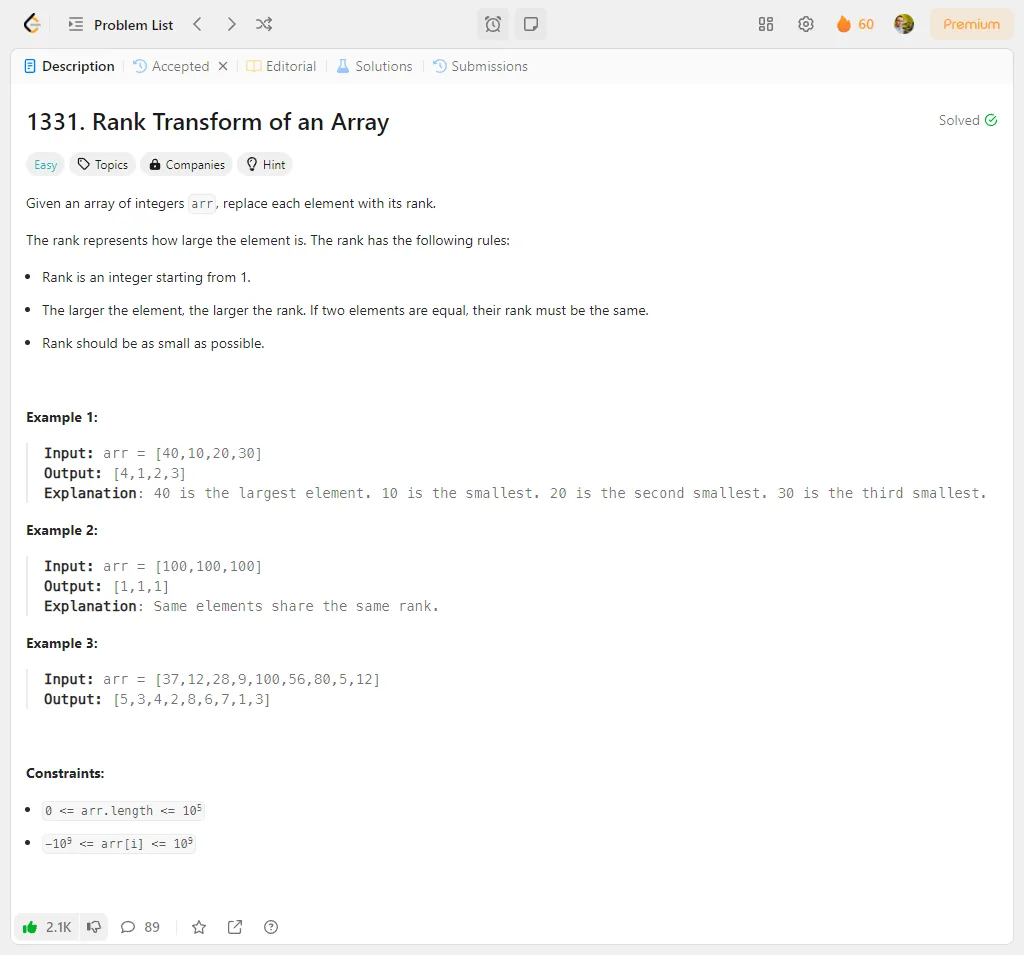 Problem List
60
Premium
Description
Accepted
Editorial
Solutions
Submissions
1331. Rank Transform of an Array
Solved
Easy
Topics
Companies
Hint
Given an array of integers arr, replace each element with its rank.
The rank represents how large the element is. The rank has the following rules:
• Rank is an integer starting from 1.
• The larger the element, the larger the rank. If two elements are equal, their rank must be the same.
• Rank should be as small as possible.
Example 1:
Input: arr = [40,10,20,30]
Output: [4,1,2,3]
Explanation: 40 is the largest element. 10 is the smallest. 20 is the second smallest. 30 is the third smallest.
Example 2:
Input: arr = [100,100,100]
Output: [1,1,1]
Explanation: Same elements share the same rank.
Example 3:
Input: arr = [37,12,28,9,100,56,80,5,12]
Output: [5,3,4,2,8,6,7,1,3]
Constraints:
• 0 <= arr.length <= 10⁵
• -10⁹ <= arr[i] <= 10⁹
2.1K
89